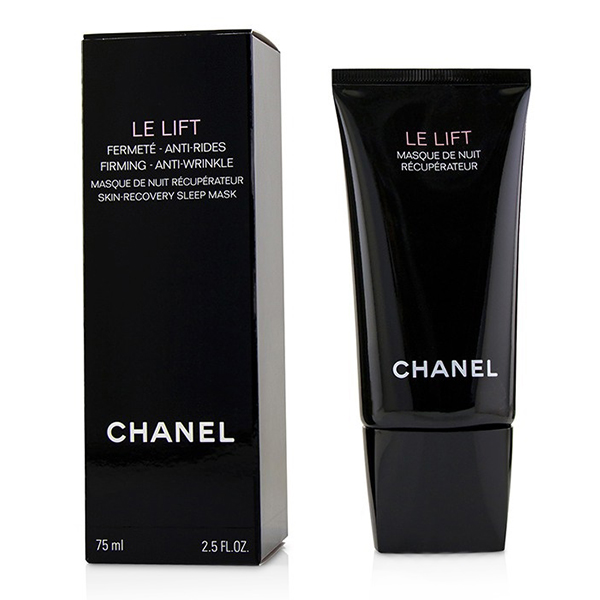 LE LIFT
FERMETÉ - ANTI-RIDES
FIRMING - ANTI-WRINKLE
MASQUE DE NUIT RÉCUPÉRATEUR
SKIN-RECOVERY SLEEP MASK
CHANEL
75 ml 2.5 FL.OZ.
LE LIFT
MASQUE DE NUIT
RÉCUPÉRATEUR
CHANEL